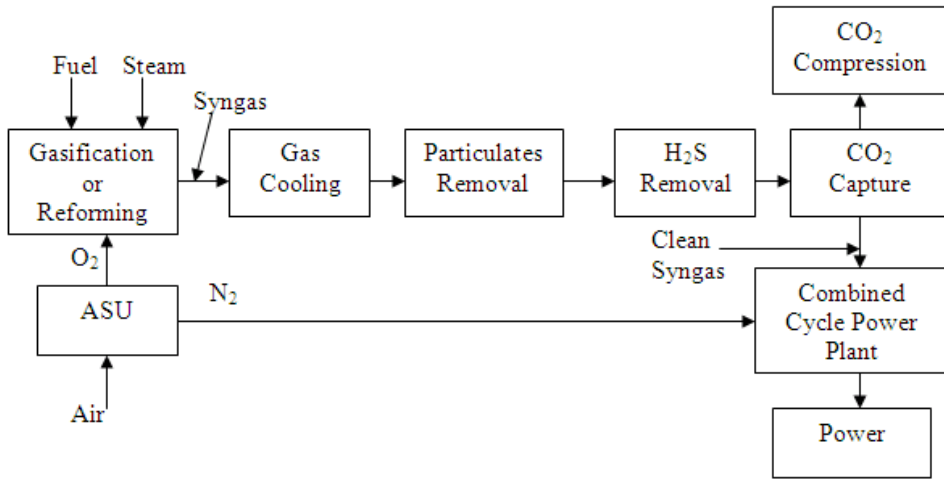 CO₂
Compression
Fuel
Steam
Syngas
Gasification
or
Reforming
Gas
Cooling
Particulates
Removal
H₂S
Removal
CO₂
Capture
O₂
Clean
Syngas
ASU
N₂
Combined
Cycle Power
Plant
Air
Power